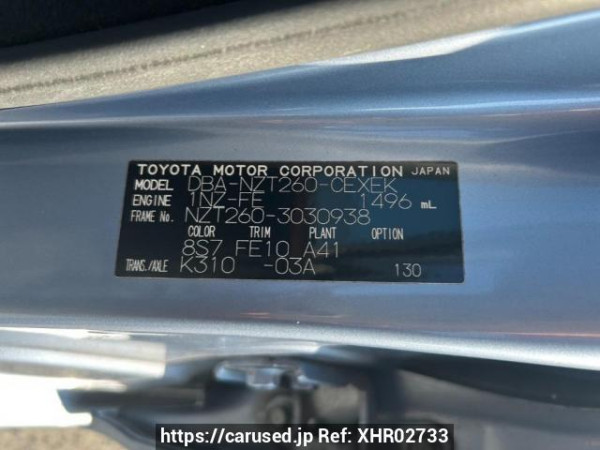 TOYOTA MOTOR CORPORATION JAPAN
MODEL DBA-NZT260-CEXEK
ENGINE 1NZ-FE 1496 mL
FRAME No. NZT260-3030938
COLOR TRIM PLANT OPTION
8S7 FE10 A41
TRANS./AXLE K310 -03A 130
https://carused.jp Ref: XHR02733